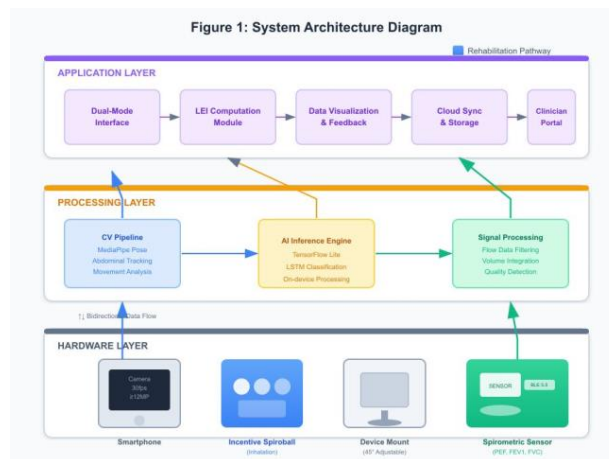 Figure 1: System Architecture Diagram
Rehabilitation Pathway
APPLICATION LAYER
Dual-Mode
Interface
LEI Computation
Module
Data Visualization
& Feedback
Cloud Sync
& Storage
Clinician
Portal
PROCESSING LAYER
CV Pipeline
MediaPipe Pose
Abdominal Tracking
Movement Analysis
AI Inference Engine
TensorFlow Lite
LSTM Classification
On-device Processing
Signal Processing
Flow Data Filtering
Volume Integration
Quality Detection
↑↓ Bidirectional Data Flow
HARDWARE LAYER
Camera
30fps
≥12MP
SENSOR
BLE 5.0
Smartphone
Incentive Spiroball
(Inhalation)
Device Mount
(45° Adjustable)
Spirometric Sensor
(PEF, FEV1, FVC)